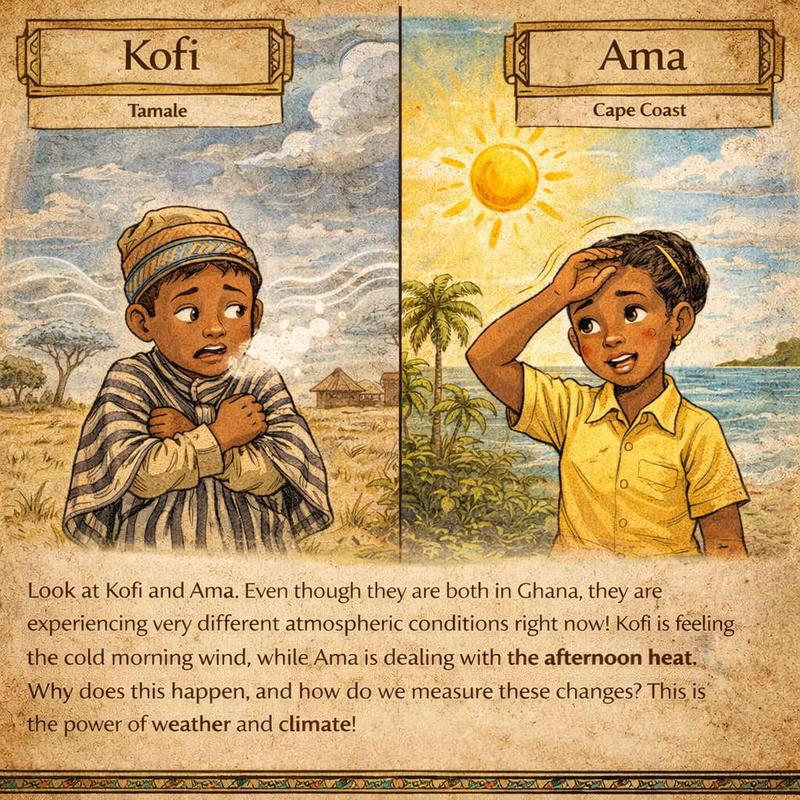 Kofi
Tamale
Ama
Cape Coast
Look at Kofi and Ama. Even though they are both in Ghana, they are
experiencing very different atmospheric conditions right now! Kofi is feeling
the cold morning wind, while Ama is dealing with the afternoon heat.
Why does this happen, and how do we measure these changes? This is
the power of weather and climate!